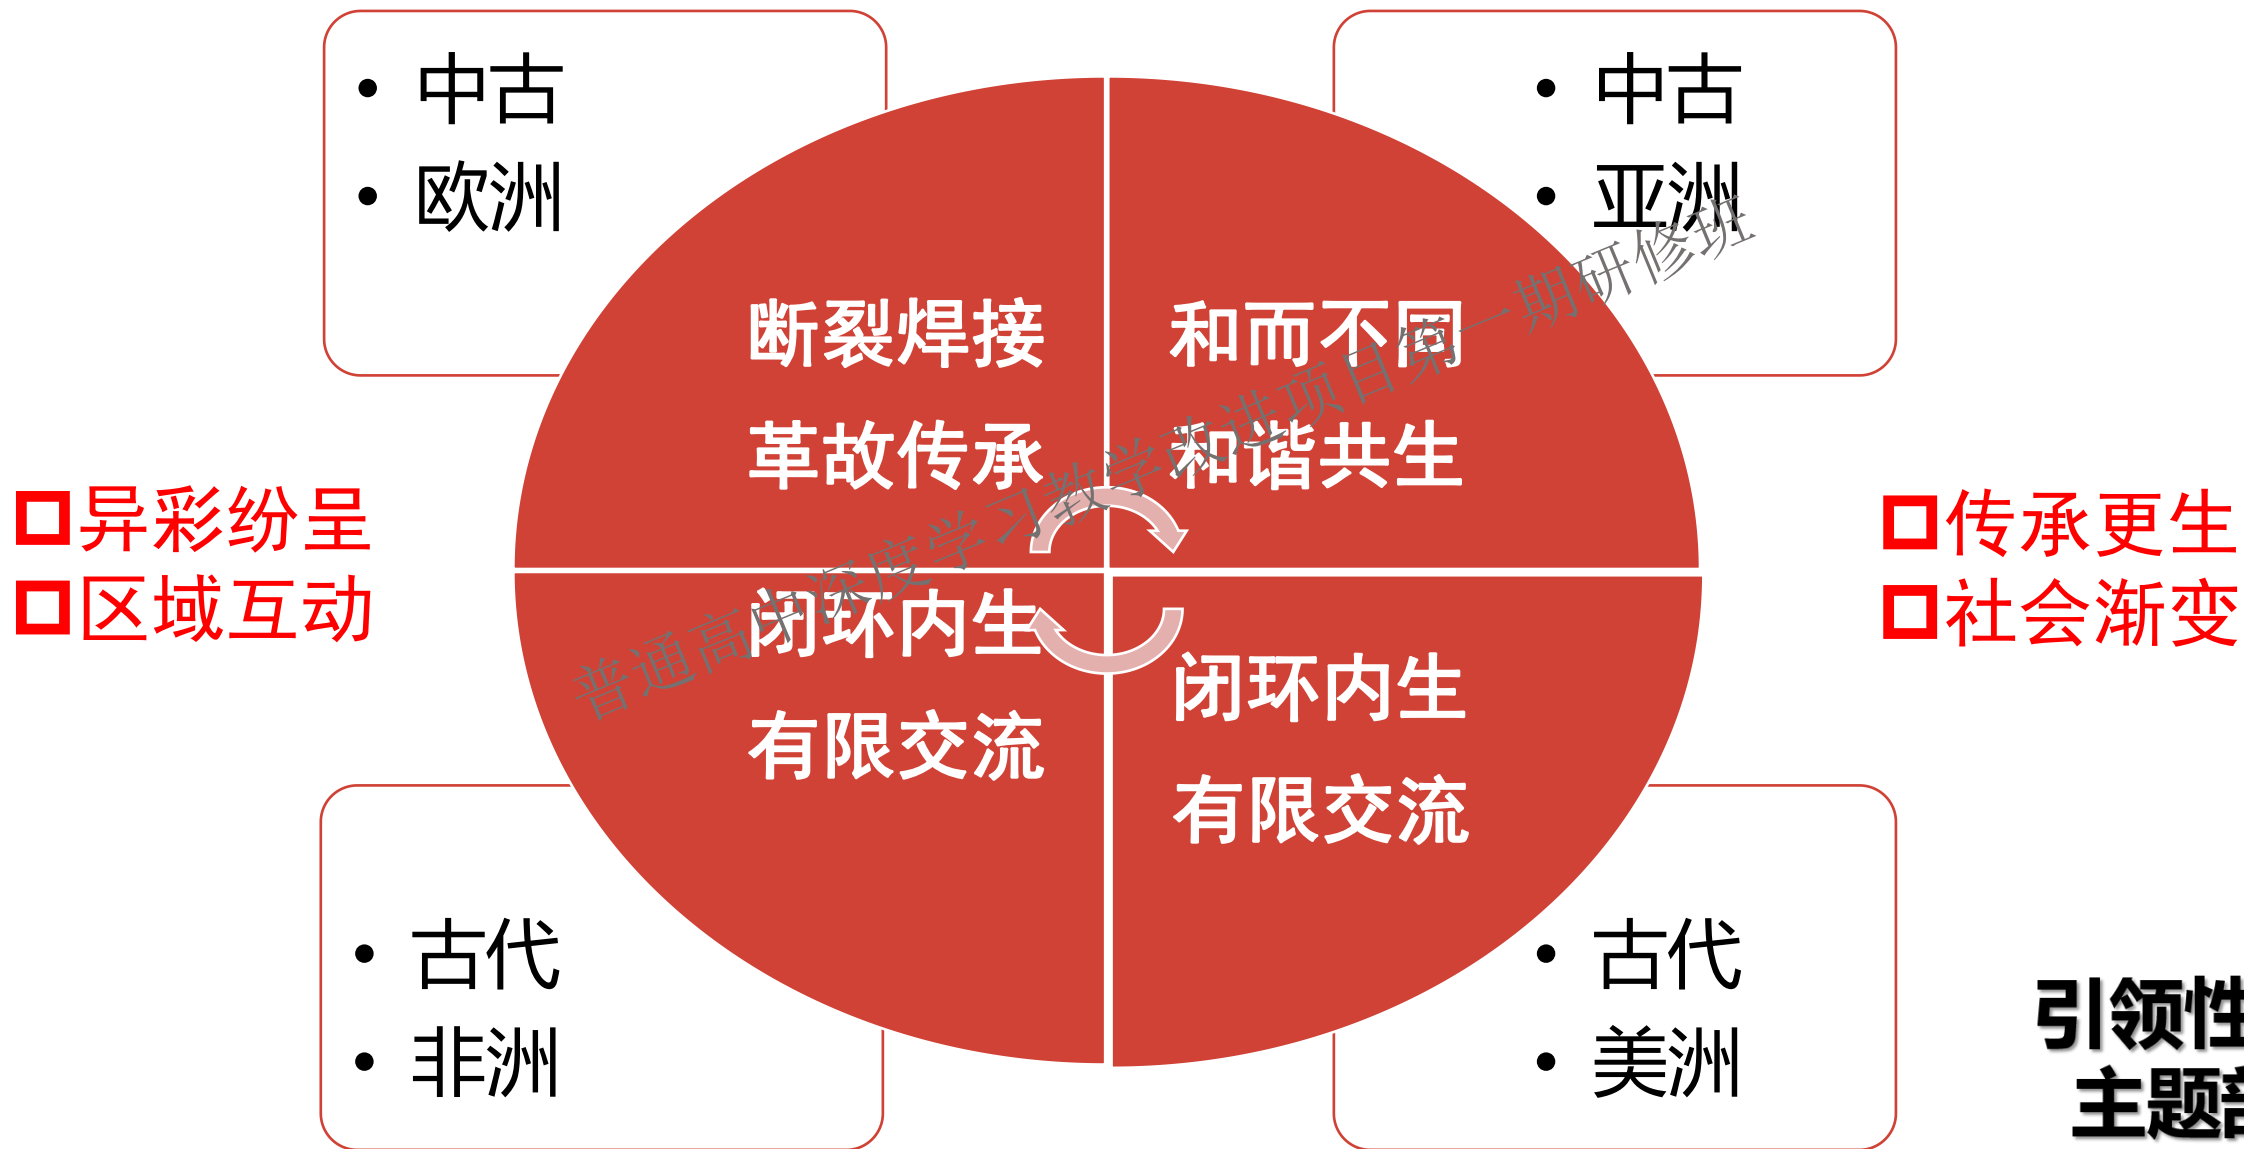 中古
欧洲
中古
亚洲
断裂焊接
革故传承
和而不同
和谐共生
异彩纷呈
区域互动
传承更生
社会渐变
闭环内生
有限交流
闭环内生
有限交流
古代
非洲
古代
美洲
引领性
主题
普通高中深度学习教学改进项目第一期研修班